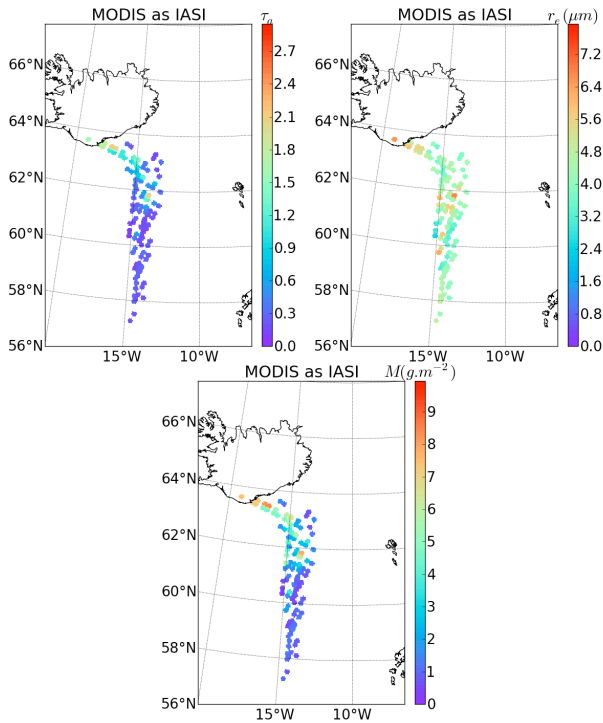 MODIS as IASI
τₐ
66°N
64°N
62°N
60°N
58°N
56°N
15°W
10°W
2.7
2.4
2.1
1.8
1.5
1.2
0.9
0.6
0.3
0.0
MODIS as IASI
rₑ(μm)
66°N
64°N
62°N
60°N
58°N
56°N
15°W
10°W
7.2
6.4
5.6
4.8
4.0
3.2
2.4
1.6
0.8
0.0
MODIS as IASI
M(g.m⁻²)
66°N
64°N
62°N
60°N
58°N
56°N
15°W
10°W
9
8
7
6
5
4
3
2
1
0